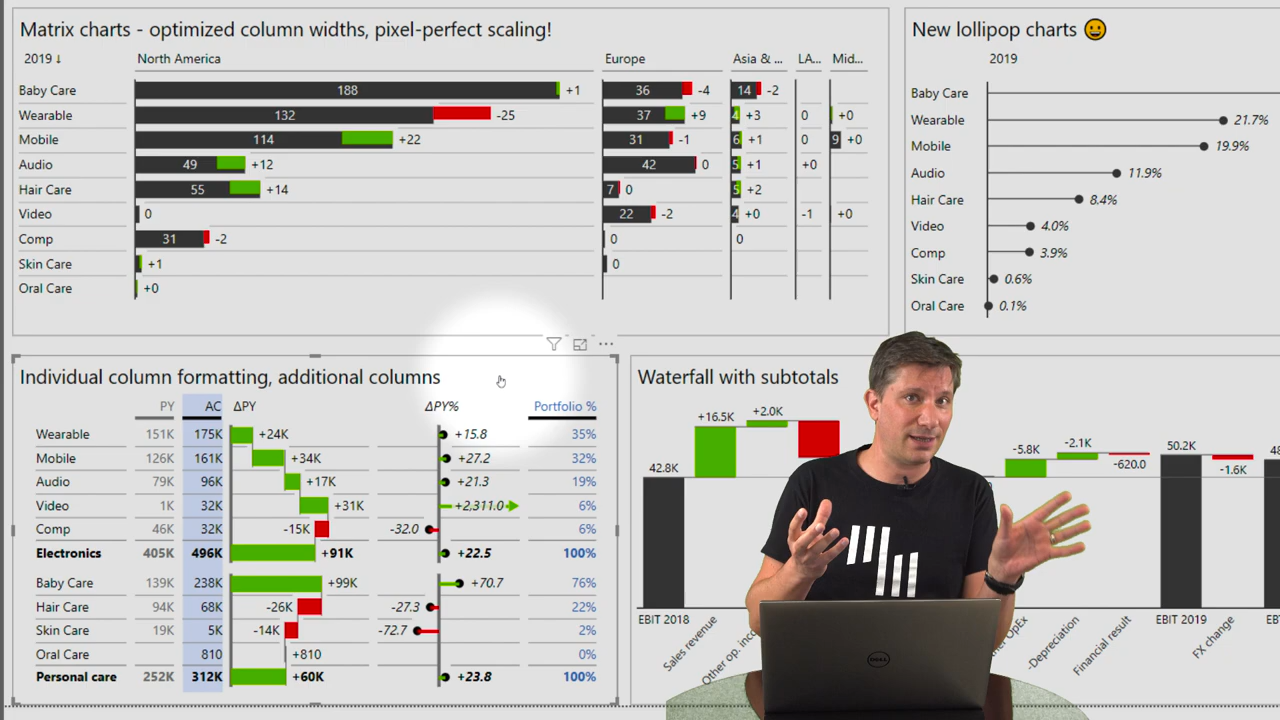 Matrix charts - optimized column widths, pixel-perfect scaling!
2019 ↓ North America Europe Asia & ... LA... Mid...
Baby Care 188 +1 36 -4 14 -2
Wearable 132 -25 37 +9 4 +3 0 +0
Mobile 114 +22 31 -1 6 +1 0 9 +0
Audio 49 +12 42 0 5 +1 +0
Hair Care 55 +14 7 0 5 +2
Video 0 22 -2 4 +0 -1 +0
Comp 31 -2 0 0
Skin Care +1 0
Oral Care +0
New lollipop charts 😀
2019
Baby Care
Wearable 21.7%
Mobile 19.9%
Audio 11.9%
Hair Care 8.4%
Video 4.0%
Comp 3.9%
Skin Care 0.6%
Oral Care 0.1%
Individual column formatting, additional columns
PY AC ΔPY ΔPY% Portfolio %
Wearable 151K 175K +24K +15.8 35%
Mobile 126K 161K +34K +27.2 32%
Audio 79K 96K +17K +21.3 19%
Video 1K 32K +31K +2,311.0 6%
Comp 46K 32K -15K -32.0 6%
Electronics 405K 496K +91K +22.5 100%
Baby Care 139K 238K +99K +70.7 76%
Hair Care 94K 68K -26K -27.3 22%
Skin Care 19K 5K -14K -72.7 2%
Oral Care 810 +810 0%
Personal care 252K 312K +60K +23.8 100%
Waterfall with subtotals
42.8K +16.5K +2.0K -5.8K -2.1K -620.0 50.2K -1.6K
EBIT 2018 Sales revenue Other op. OpEx -Depreciation Financial result EBIT 2019 FX change
DELL